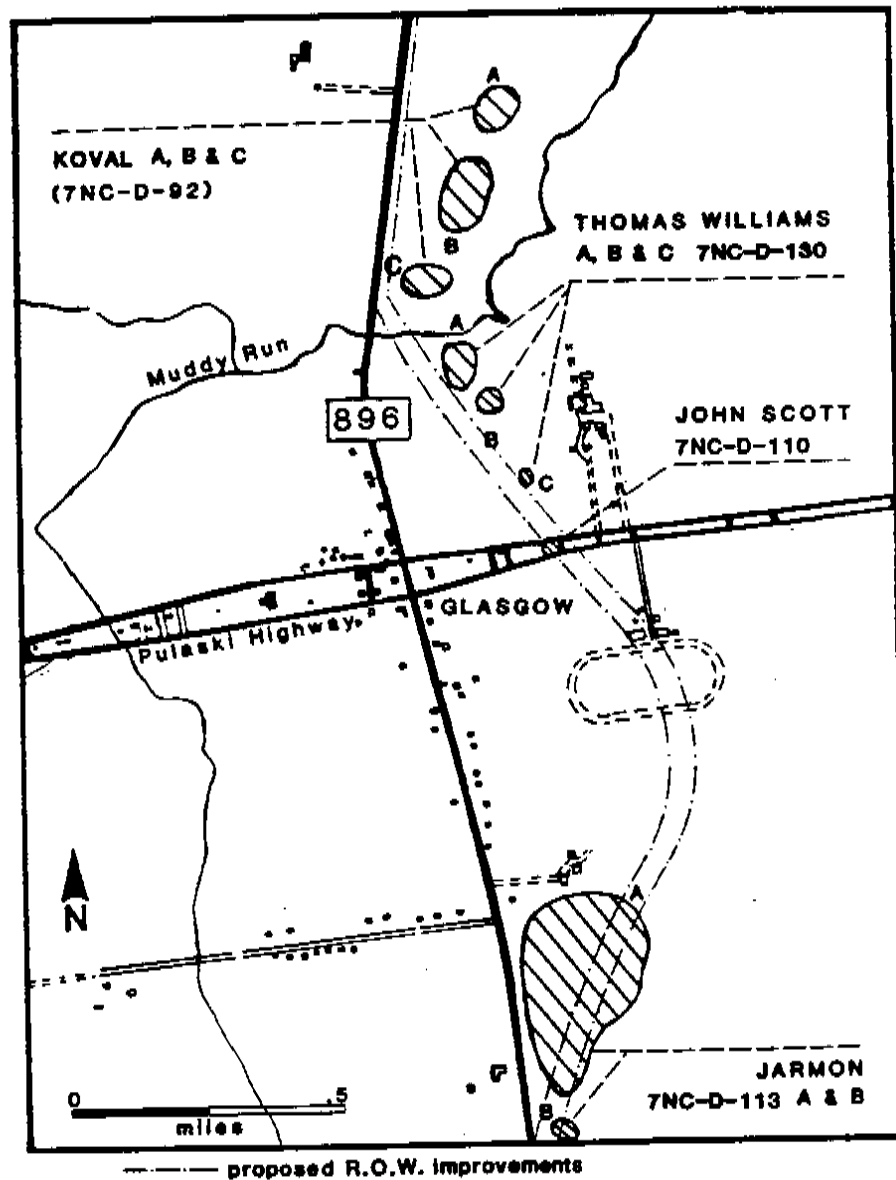 A
KOVAL A, B & C
(7NC-D-92)
B
THOMAS WILLIAMS
A, B & C 7NC-D-130
C
A
Muddy Run
896
B
JOHN SCOTT
7NC-D-110
C
GLASGOW
Pulaski Highway
A
N
JARMON
7NC-D-113 A & B
B
0 .5
miles
proposed R.O.W. improvements